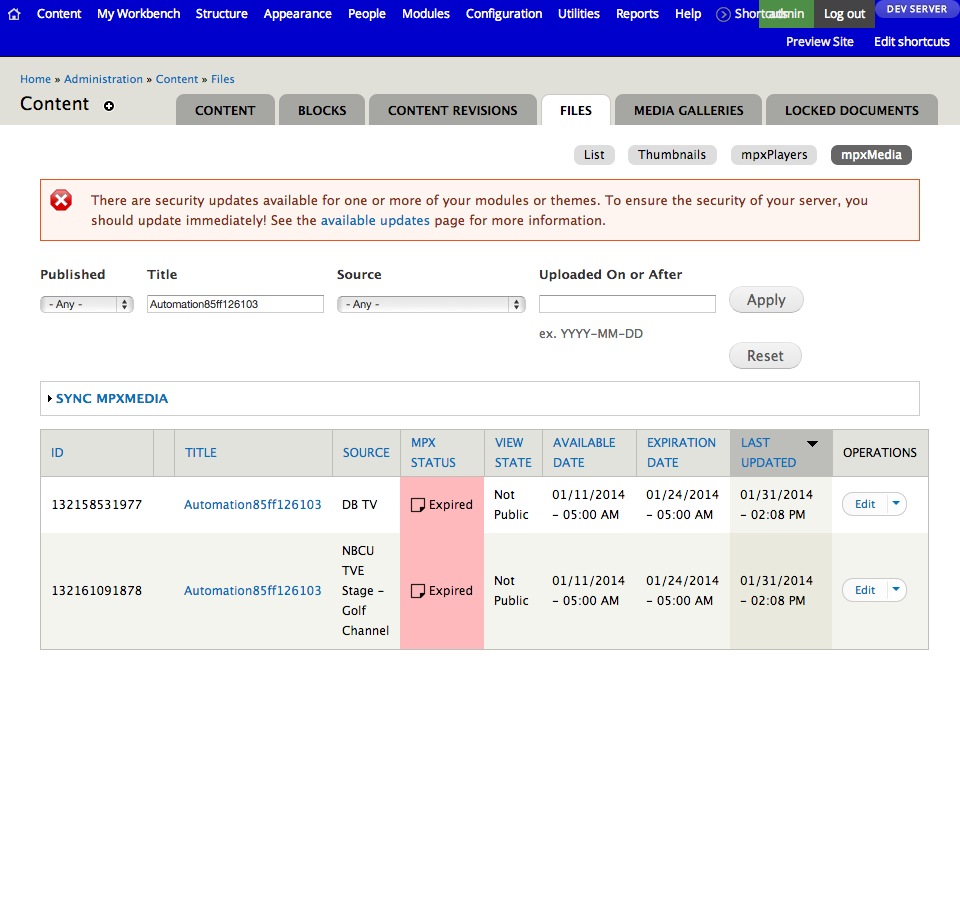 Content My Workbench Structure Appearance People Modules Configuration Utilities Reports Help Shortcuts admin Log out DEV SERVER
Preview Site Edit shortcuts
Home » Administration » Content » Files
Content
CONTENT BLOCKS CONTENT REVISIONS FILES MEDIA GALLERIES LOCKED DOCUMENTS
List Thumbnails mpxPlayers mpxMedia
There are security updates available for one or more of your modules or themes. To ensure the security of your server, you
should update immediately! See the available updates page for more information.
Published Title Source Uploaded On or After
- Any - Automation85ff126103 - Any - Apply
ex. YYYY-MM-DD
Reset
SYNC MPXMEDIA
ID TITLE SOURCE MPX STATUS VIEW STATE AVAILABLE DATE EXPIRATION DATE LAST UPDATED OPERATIONS
132158531977 Automation85ff126103 DB TV Expired Not Public 01/11/2014 - 05:00 AM 01/24/2014 - 05:00 AM 01/31/2014 - 02:08 PM Edit
132161091878 Automation85ff126103 NBCU TVE Stage - Golf Channel Expired Not Public 01/11/2014 - 05:00 AM 01/24/2014 - 05:00 AM 01/31/2014 - 02:08 PM Edit